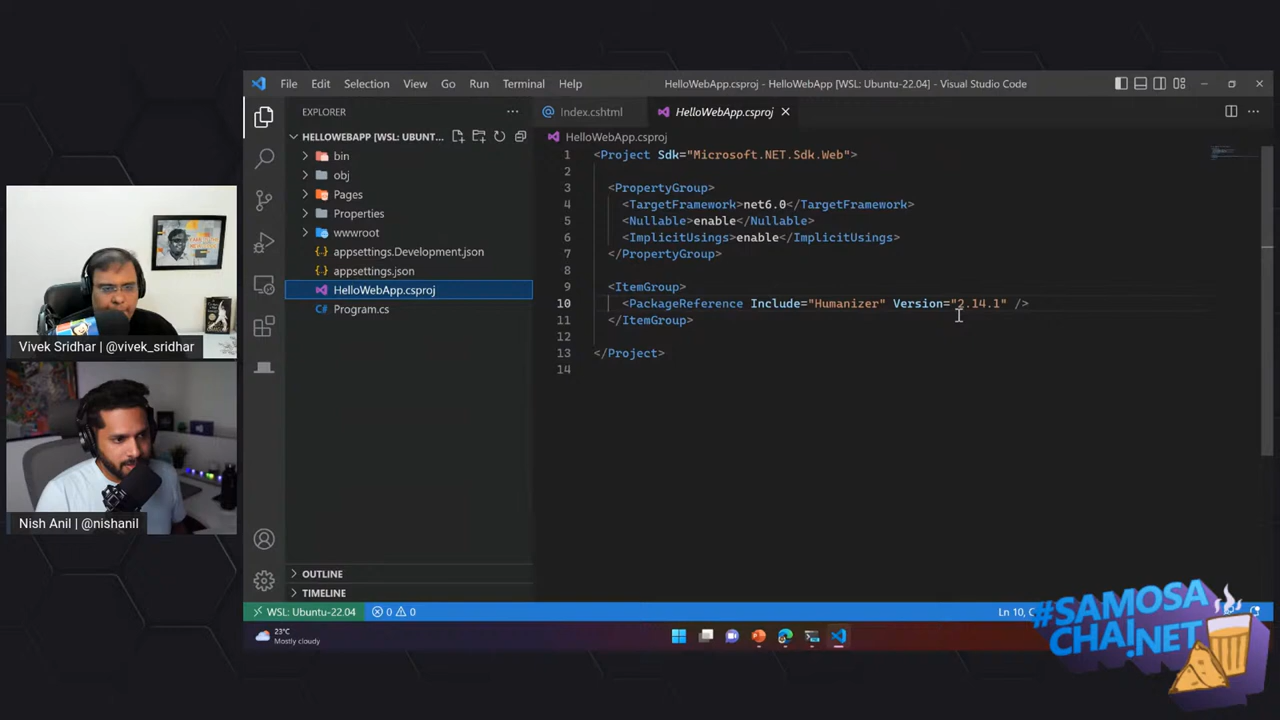 File Edit Selection View Go Run Terminal Help
HelloWebApp.csproj - HelloWebApp [WSL: Ubuntu-22.04] - Visual Studio Code
EXPLORER
HELLOWEBAPP [WSL: UBUNT...
bin
obj
Pages
Properties
wwwroot
appsettings.Development.json
appsettings.json
HelloWebApp.csproj
Program.cs
OUTLINE
TIMELINE
Index.cshtml
HelloWebApp.csproj
HelloWebApp.csproj
1 <Project Sdk="Microsoft.NET.Sdk.Web">
2
3 <PropertyGroup>
4 <TargetFramework>net6.0</TargetFramework>
5 <Nullable>enable</Nullable>
6 <ImplicitUsings>enable</ImplicitUsings>
7 </PropertyGroup>
8
9 <ItemGroup>
10 <PackageReference Include="Humanizer" Version="2.14.1" />
11 </ItemGroup>
12
13 </Project>
14
Vivek Sridhar | @vivek_sridhar
Nish Anil | @nishanil
WSL: Ubuntu-22.04 0 0
Ln 10, C
23°C
Mostly cloudy
#SAMOSA
CHA!.NET